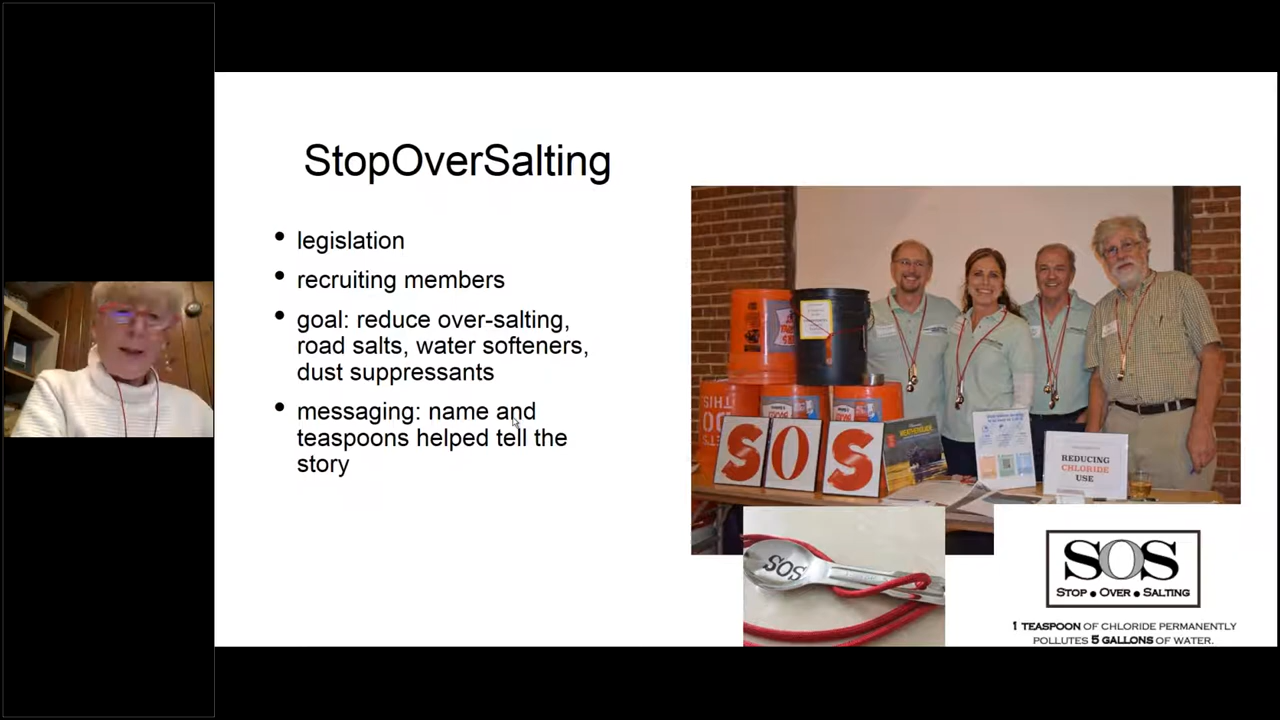 StopOverSalting
• legislation
• recruiting members
• goal: reduce over-salting,
road salts, water softeners,
dust suppressants
• messaging: name and
teaspoons helped tell the
story
SOS
REDUCING
CHLORIDE
USE
SOS
SOS
STOP • OVER • SALTING
1 TEASPOON OF CHLORIDE PERMANENTLY
POLLUTES 5 GALLONS OF WATER.